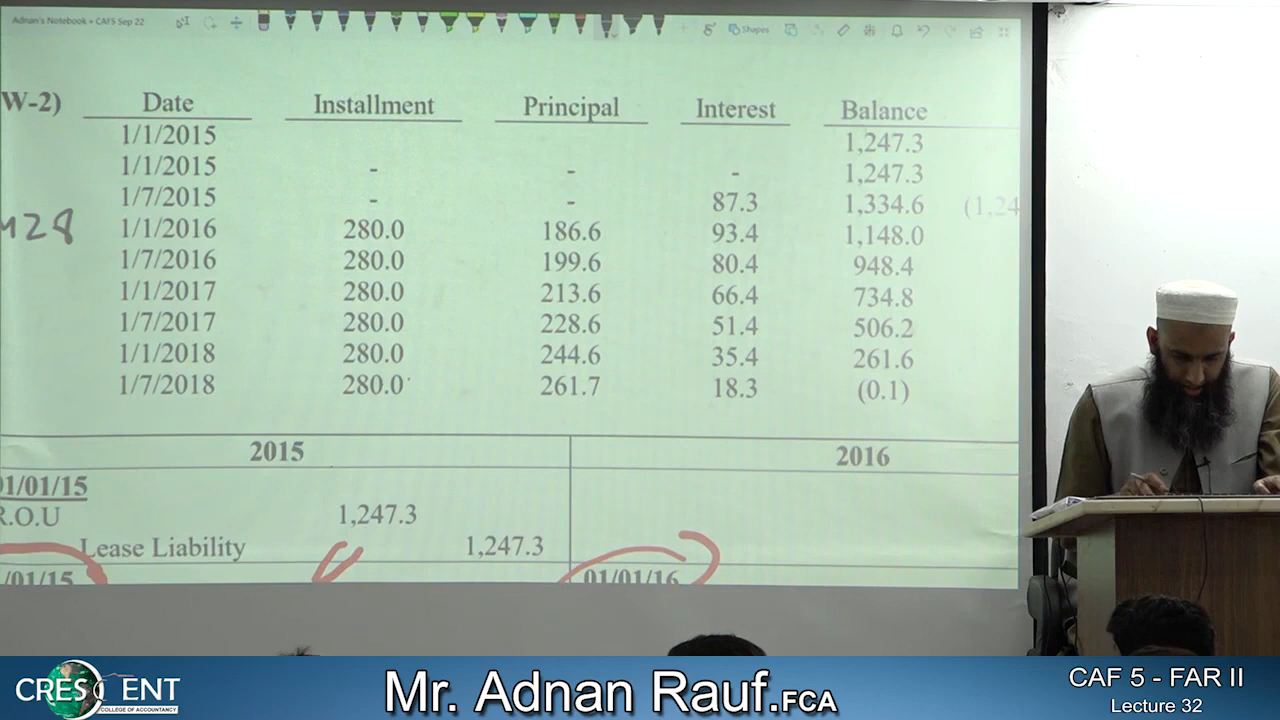 Adnan's Notebook » CAF5 Sep 22
Shapes
W-2) Date Installment Principal Interest Balance
1/1/2015 1,247.3
1/1/2015 - - - 1,247.3
1/7/2015 - - 87.3 1,334.6 (1,24
1/1/2016 280.0 186.6 93.4 1,148.0
1/7/2016 280.0 199.6 80.4 948.4
1/1/2017 280.0 213.6 66.4 734.8
1/7/2017 280.0 228.6 51.4 506.2
1/1/2018 280.0 244.6 35.4 261.6
1/7/2018 280.0 261.7 18.3 (0.1)
2015 2016
01/01/15
R.O.U 1,247.3
Lease Liability 1,247.3
/01/15 01/01/16
CRESCENT
COLLEGE OF ACCOUNTANCY
Mr. Adnan Rauf.FCA
CAF 5 - FAR II
Lecture 32